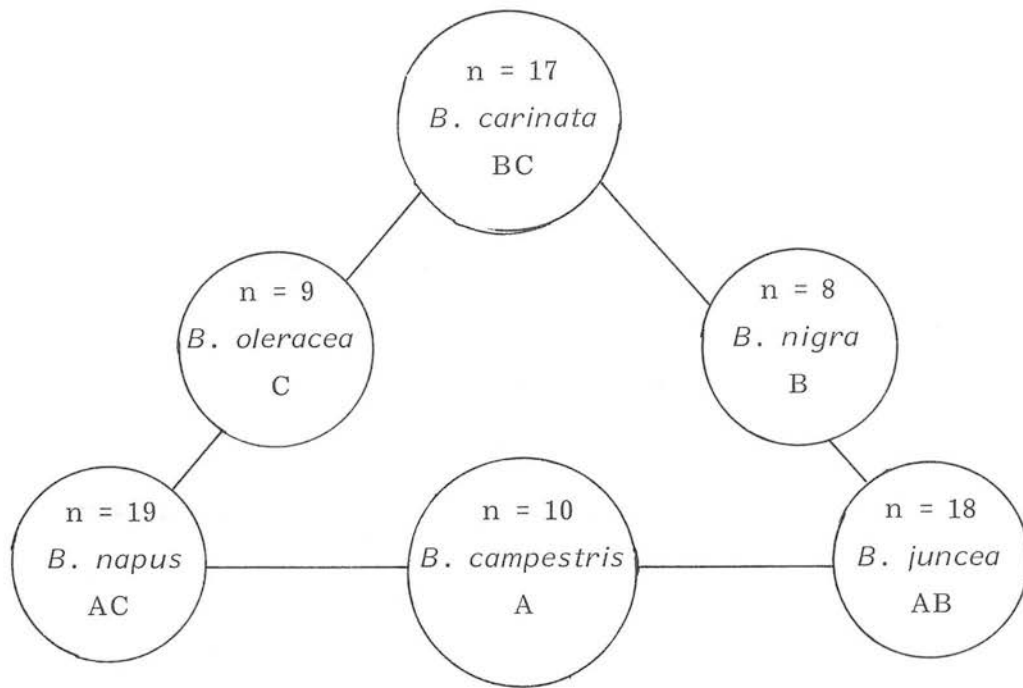 n = 17
B. carinata
BC
n = 9
B. oleracea
C
n = 8
B. nigra
B
n = 19
B. napus
AC
n = 10
B. campestris
A
n = 18
B. juncea
AB